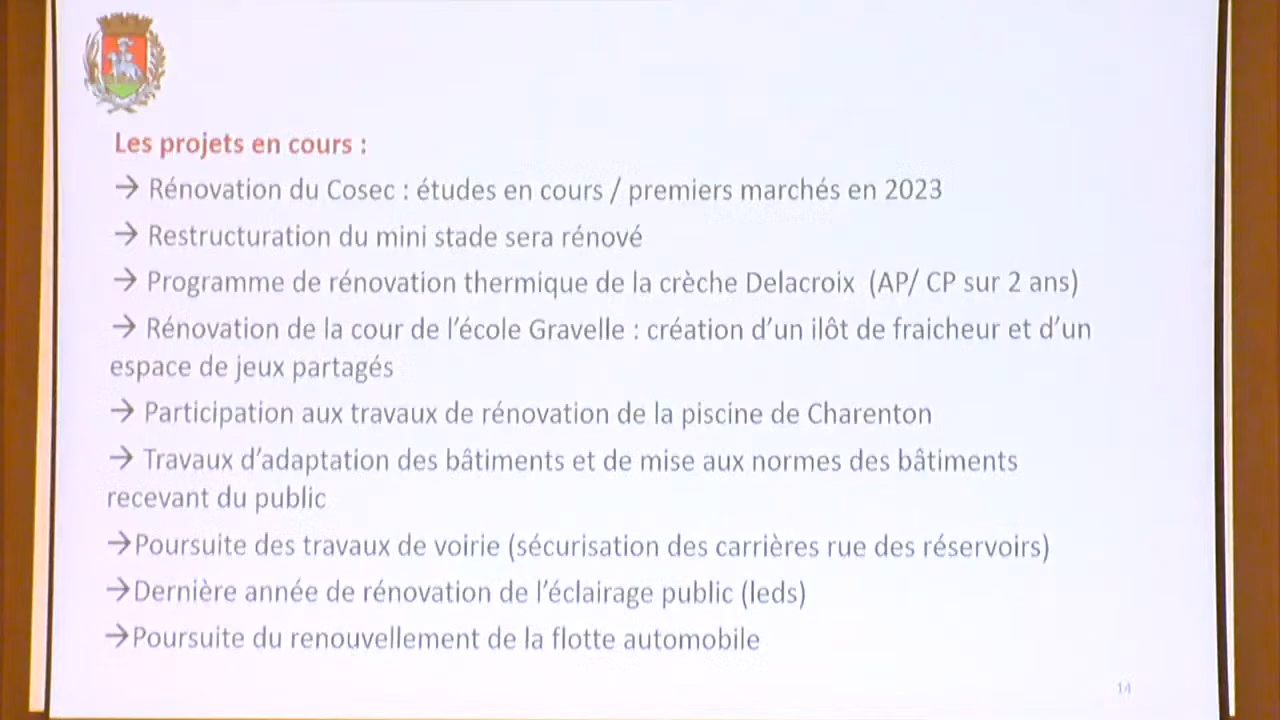 Les projets en cours :
→ Rénovation du Cosec : études en cours / premiers marchés en 2023
→ Restructuration du mini stade sera rénové
→ Programme de rénovation thermique de la crèche Delacroix (AP/ CP sur 2 ans)
→ Rénovation de la cour de l'école Gravelle : création d'un ilôt de fraicheur et d'un
espace de jeux partagés
→ Participation aux travaux de rénovation de la piscine de Charenton
→ Travaux d'adaptation des bâtiments et de mise aux normes des bâtiments
recevant du public
→Poursuite des travaux de voirie (sécurisation des carrières rue des réservoirs)
→Dernière année de rénovation de l'éclairage public (leds)
→Poursuite du renouvellement de la flotte automobile
14